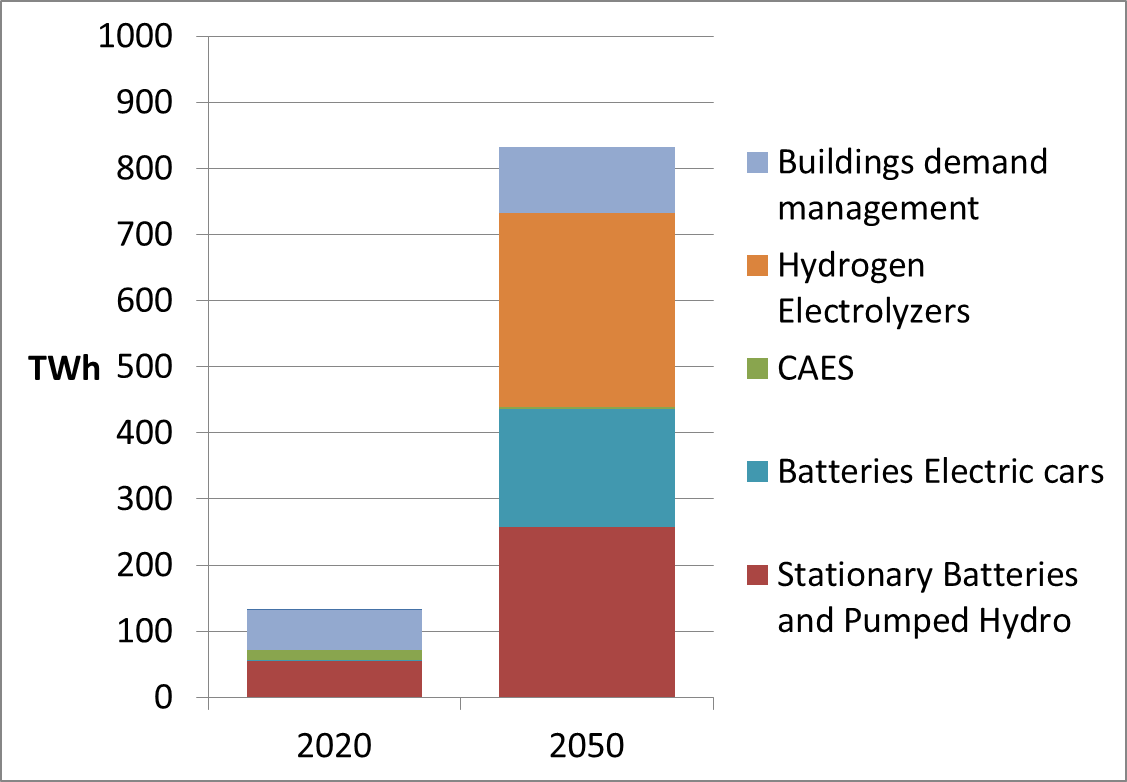 1000
900
800
700
600
TWh 500
400
300
200
100
0
2020 2050
Buildings demand
management
Hydrogen
Electrolyzers
CAES
Batteries Electric cars
Stationary Batteries
and Pumped Hydro